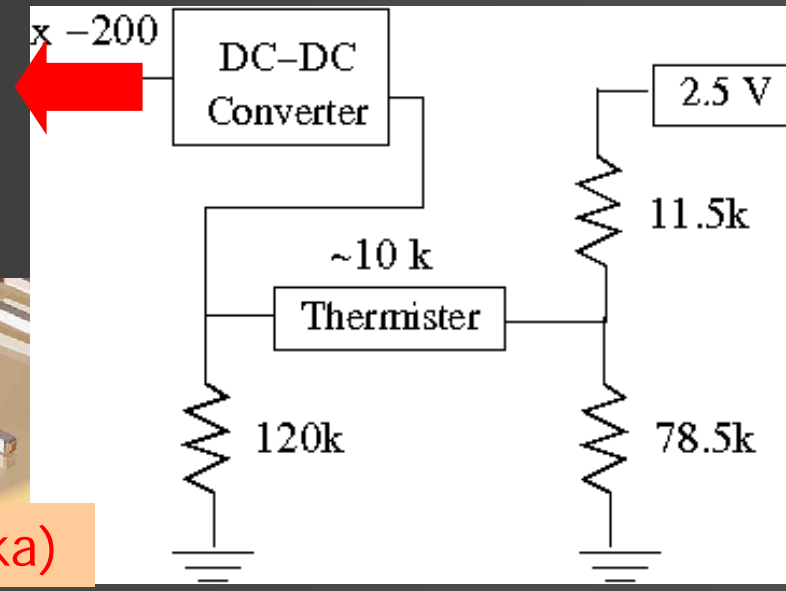 x −200
DC−DC
Converter
2.5 V
11.5k
~10 k
Thermister
120k
78.5k
ka)